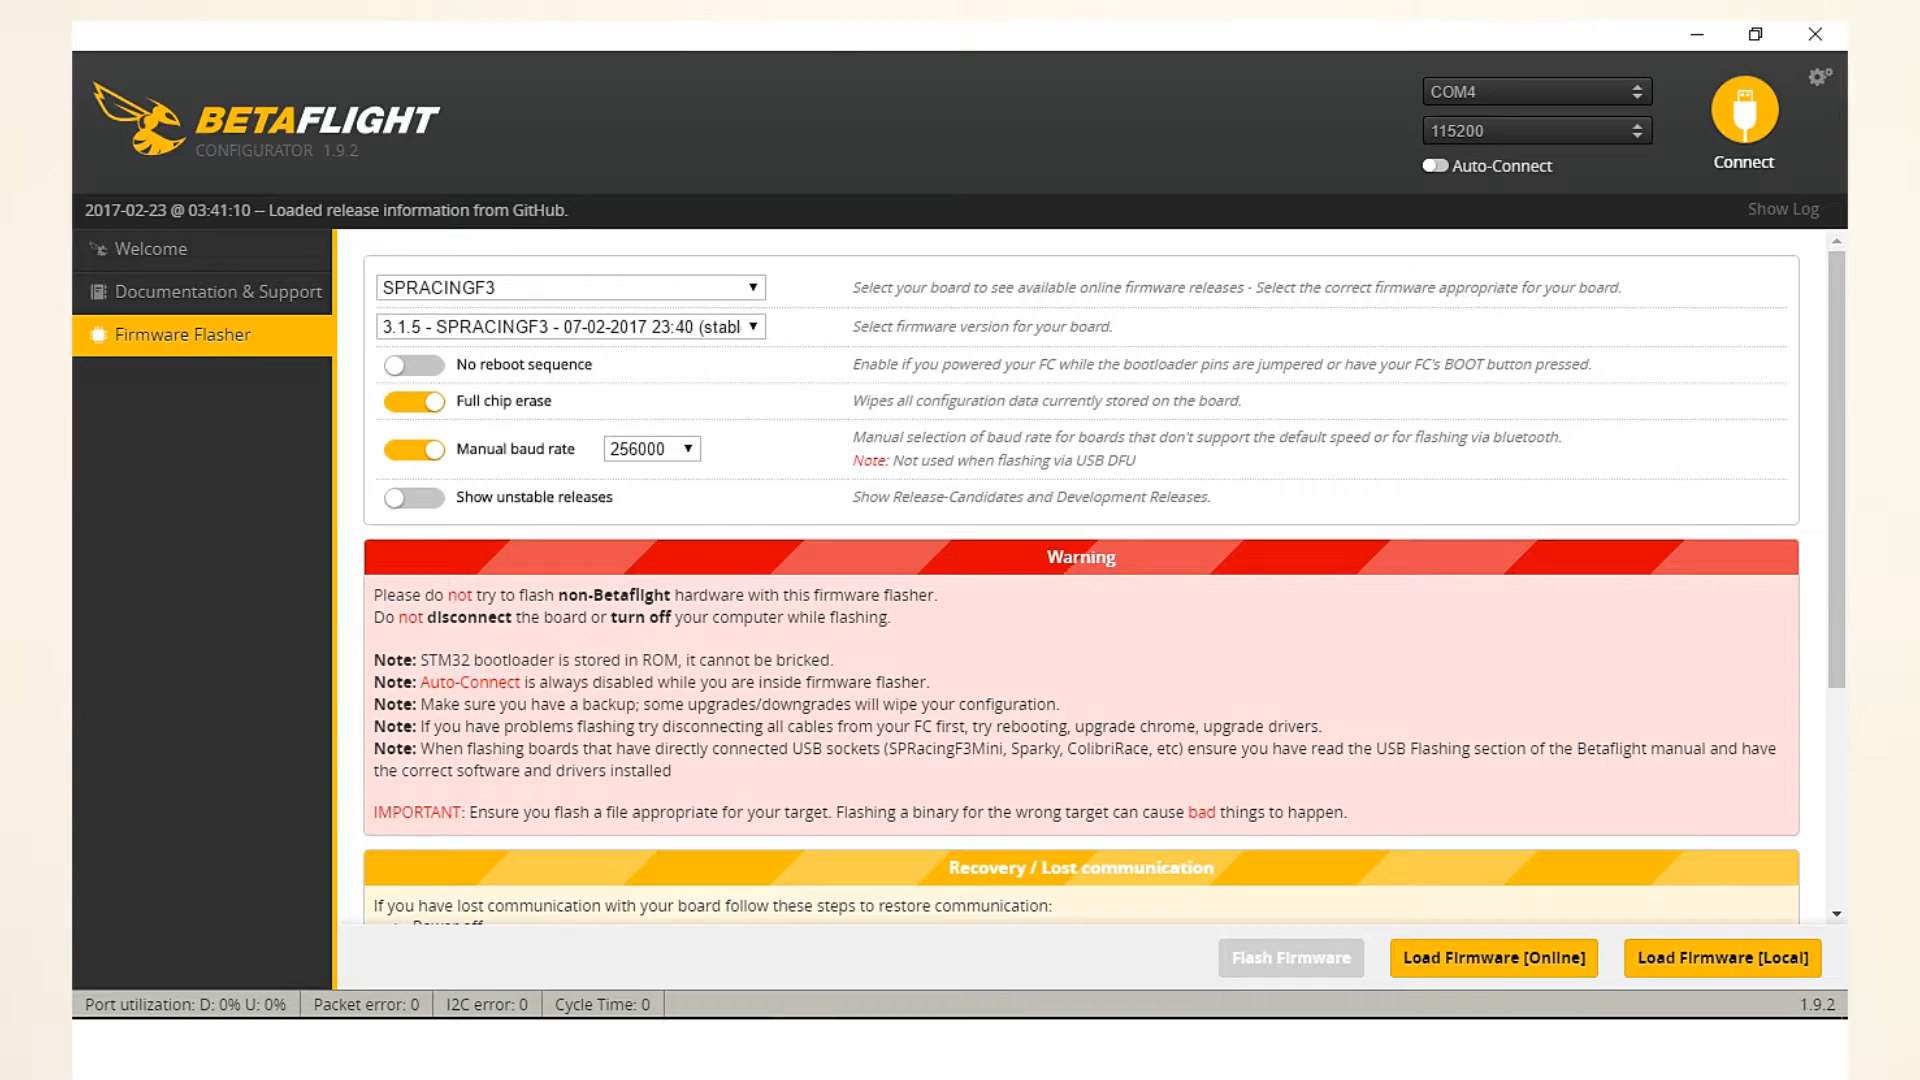 BETAFLIGHT
CONFIGURATOR 1.9.2
COM4
115200
Auto-Connect
Connect
2017-02-23 @ 03:41:10 -- Loaded release information from GitHub.
Show Log
Welcome
Documentation & Support
Firmware Flasher
SPRACINGF3
Select your board to see available online firmware releases - Select the correct firmware appropriate for your board.
3.1.5 - SPRACINGF3 - 07-02-2017 23:40 (stabl
Select firmware version for your board.
No reboot sequence
Enable if you powered your FC while the bootloader pins are jumpered or have your FC's BOOT button pressed.
Full chip erase
Wipes all configuration data currently stored on the board.
Manual baud rate
256000
Manual selection of baud rate for boards that don't support the default speed or for flashing via bluetooth.
Note: Not used when flashing via USB DFU
Show unstable releases
Show Release-Candidates and Development Releases.
Warning
Please do not try to flash non-Betaflight hardware with this firmware flasher.
Do not disconnect the board or turn off your computer while flashing.
Note: STM32 bootloader is stored in ROM, it cannot be bricked.
Note: Auto-Connect is always disabled while you are inside firmware flasher.
Note: Make sure you have a backup; some upgrades/downgrades will wipe your configuration.
Note: If you have problems flashing try disconnecting all cables from your FC first, try rebooting, upgrade chrome, upgrade drivers.
Note: When flashing boards that have directly connected USB sockets (SPRacingF3Mini, Sparky, ColibriRace, etc) ensure you have read the USB Flashing section of the Betaflight manual and have
the correct software and drivers installed
IMPORTANT: Ensure you flash a file appropriate for your target. Flashing a binary for the wrong target can cause bad things to happen.
Recovery / Lost communication
If you have lost communication with your board follow these steps to restore communication:
Power off
Flash Firmware
Load Firmware [Online]
Load Firmware [Local]
Port utilization: D: 0% U: 0%
Packet error: 0
I2C error: 0
Cycle Time: 0
1.9.2